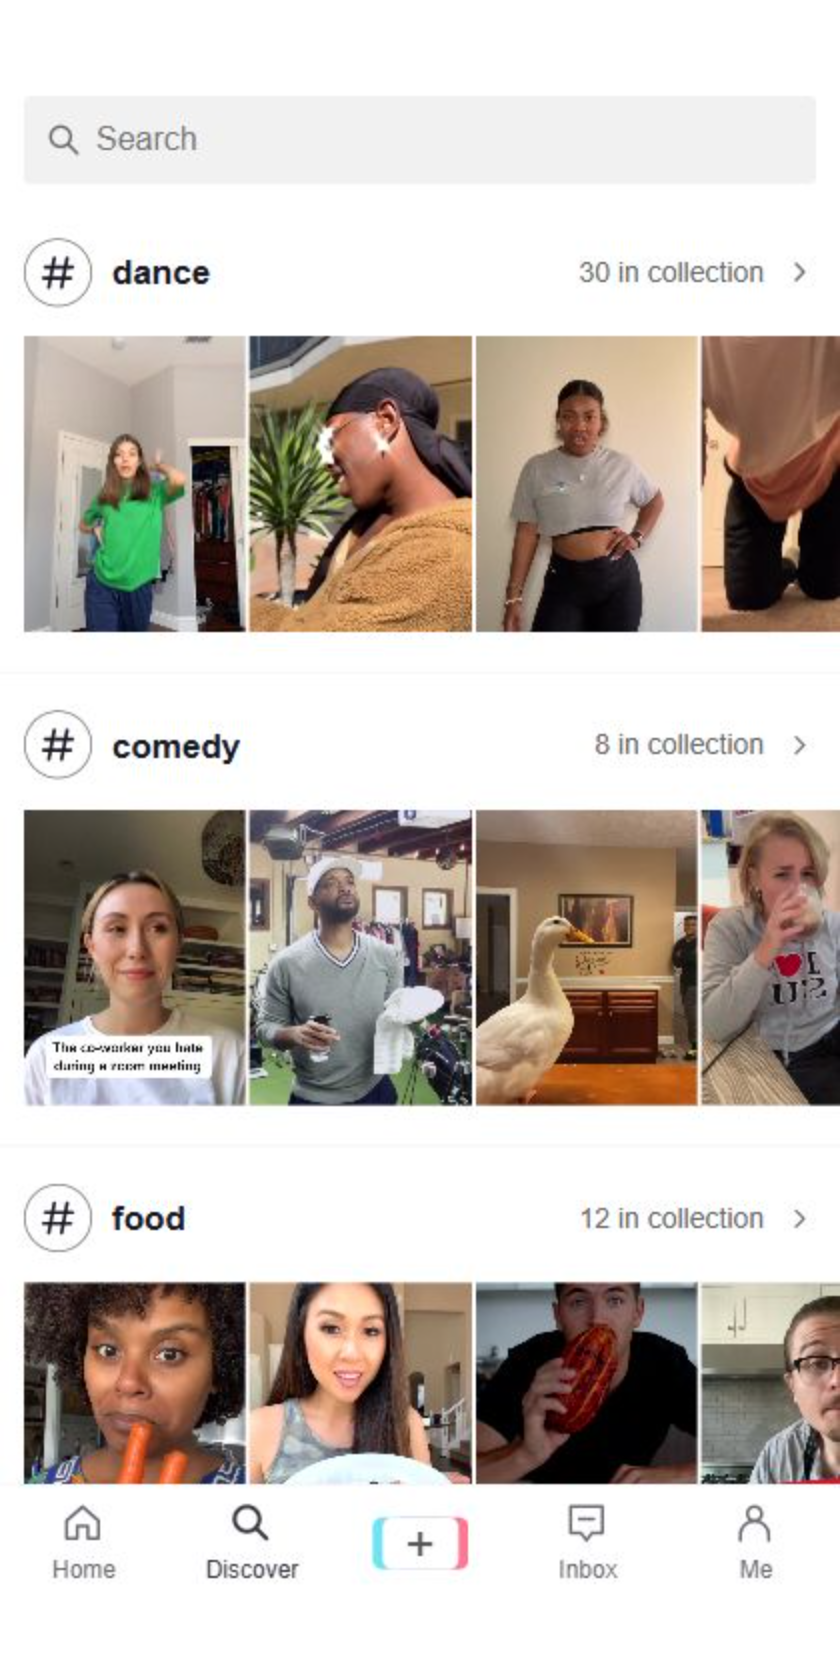 Search
# dance 30 in collection >
# comedy 8 in collection >
The co-worker you hate
during a zoom meeting
I ♥
# food 12 in collection >
Home Discover + Inbox Me